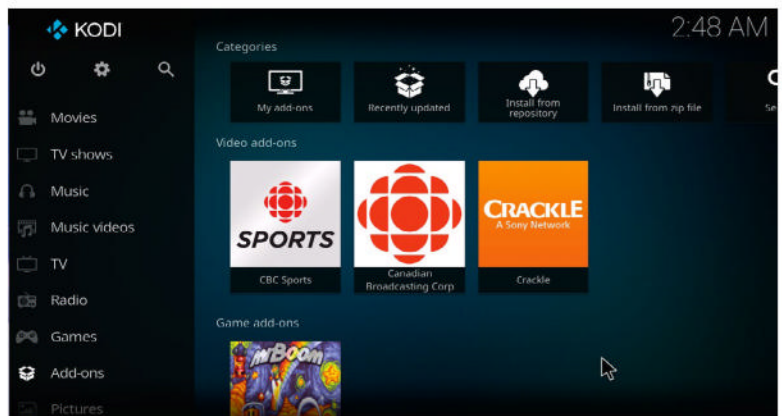 KODI
2:48 AM
Categories
My add-ons
Recently updated
Install from
repository
Install from zip file
Se
Movies
TV shows
Music
Music videos
TV
Radio
Games
Add-ons
Pictures
Video add-ons
SPORTS
CBC Sports
Canadian
Broadcasting Corp
CRACKLE
A Sony Network
Crackle
Game add-ons
mrBoom